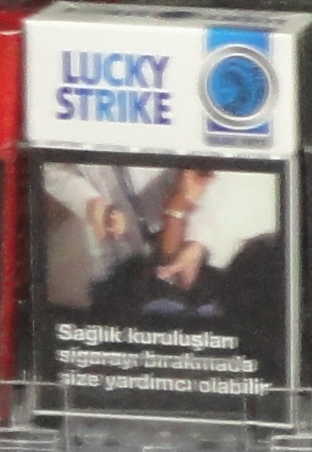 LUCKY
STRIKE
Sağlık kuruluşları
sigarayı bırakmada
size yardımcı olabilir